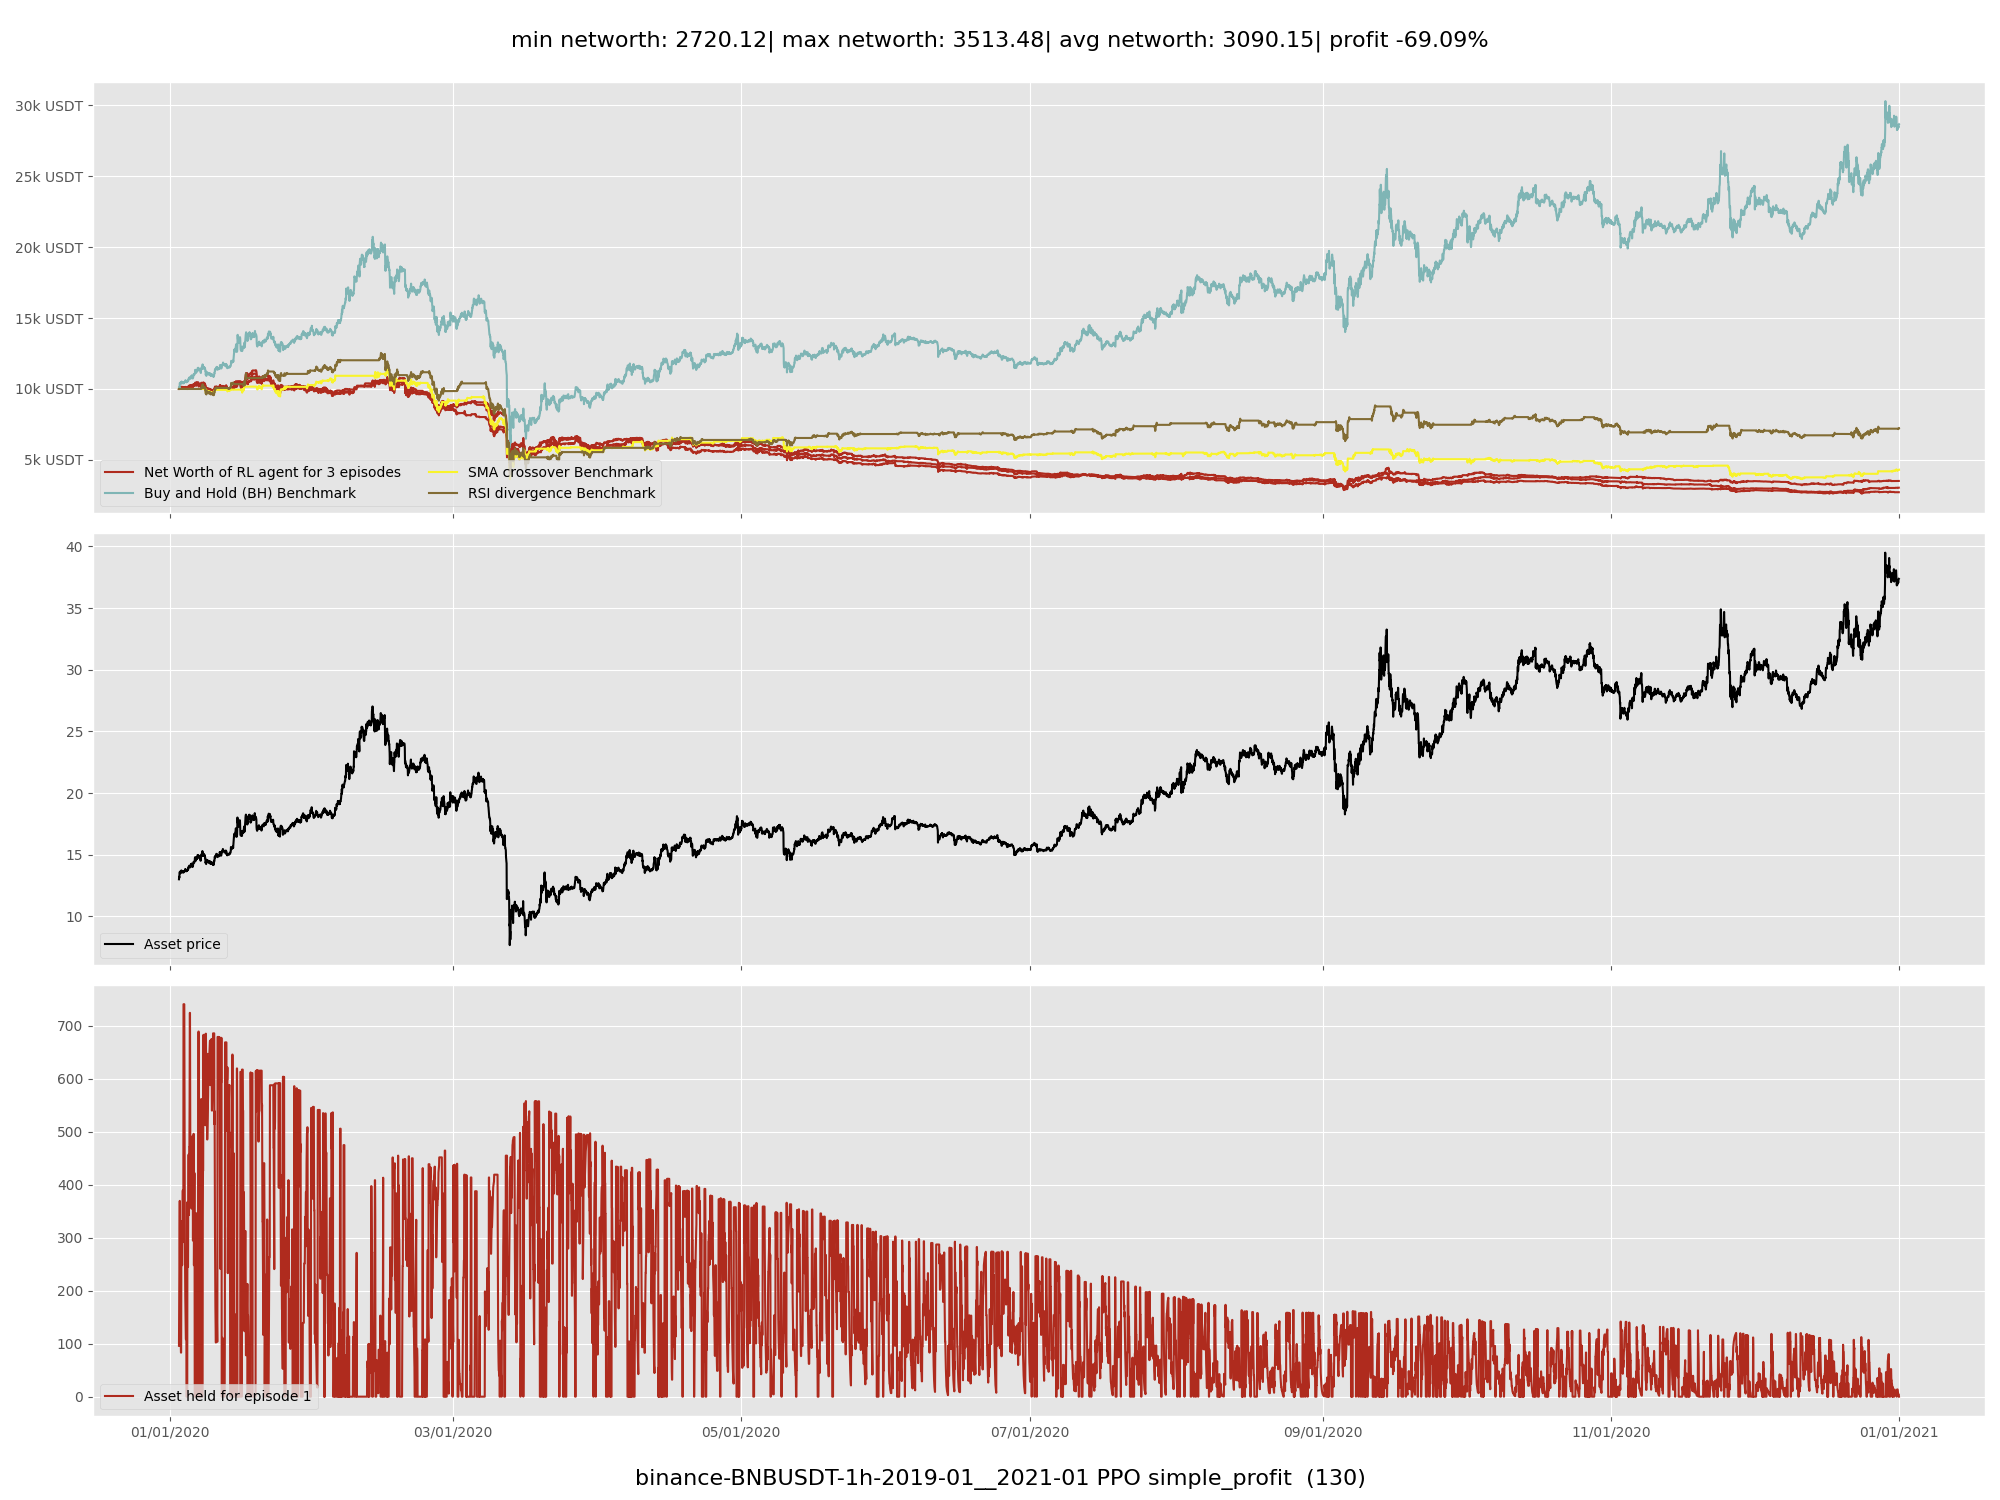 min networth: 2720.12| max networth: 3513.48| avg networth: 3090.15| profit -69.09%
30k USDT
25k USDT
20k USDT
15k USDT
10k USDT
5k USDT
Net Worth of RL agent for 3 episodes
Buy and Hold (BH) Benchmark
SMA crossover Benchmark
RSI divergence Benchmark
40
35
30
25
20
15
10
Asset price
700
600
500
400
300
200
100
0
Asset held for episode 1
01/01/2020
03/01/2020
05/01/2020
07/01/2020
09/01/2020
11/01/2020
01/01/2021
binance-BNBUSDT-1h-2019-01__2021-01 PPO simple_profit  (130)